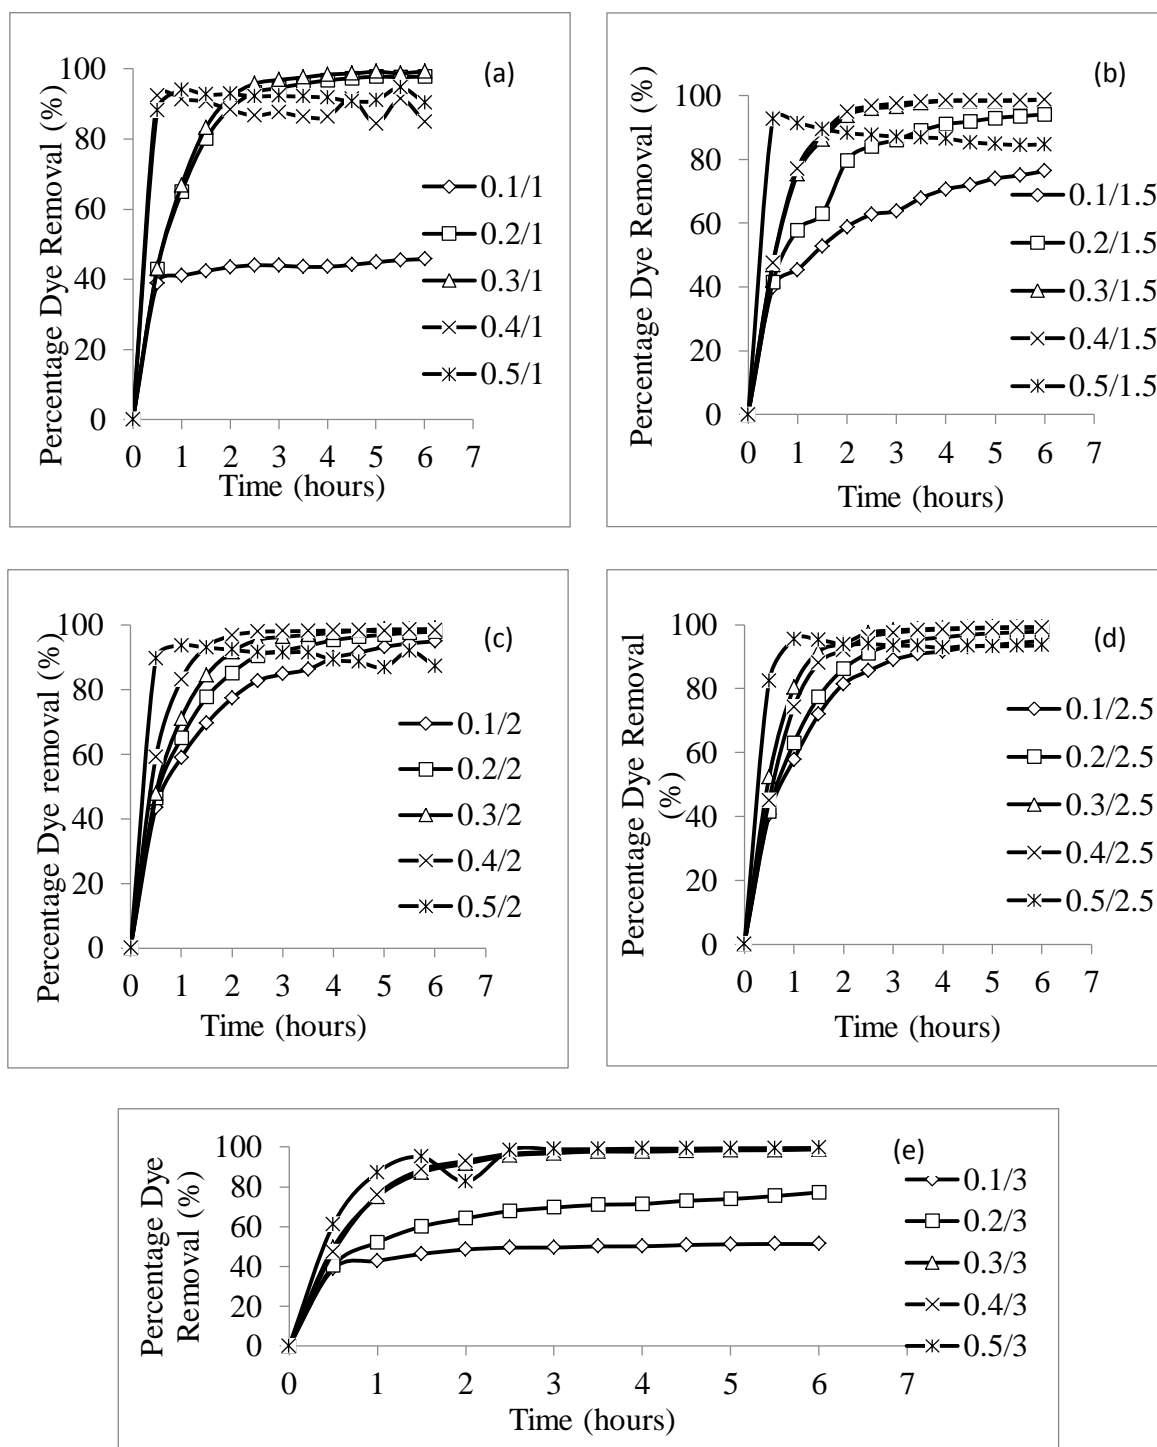 (a)
Percentage Dye Removal (%)
100
80
60
40
20
0
0 1 2 3 4 5 6 7
Time (hours)
0.1/1
0.2/1
0.3/1
0.4/1
0.5/1
(b)
Percentage Dye Removal (%)
100
80
60
40
20
0
0 1 2 3 4 5 6 7
Time (hours)
0.1/1.5
0.2/1.5
0.3/1.5
0.4/1.5
0.5/1.5
(c)
Percentage Dye removal (%)
100
80
60
40
20
0
0 1 2 3 4 5 6 7
Time (hours)
0.1/2
0.2/2
0.3/2
0.4/2
0.5/2
(d)
Percentage Dye Removal
(%)
100
80
60
40
20
0
0 1 2 3 4 5 6 7
Time (hours)
0.1/2.5
0.2/2.5
0.3/2.5
0.4/2.5
0.5/2.5
(e)
Percentage Dye
Removal (%)
100
80
60
40
20
0
0 1 2 3 4 5 6 7
Time (hours)
0.1/3
0.2/3
0.3/3
0.4/3
0.5/3